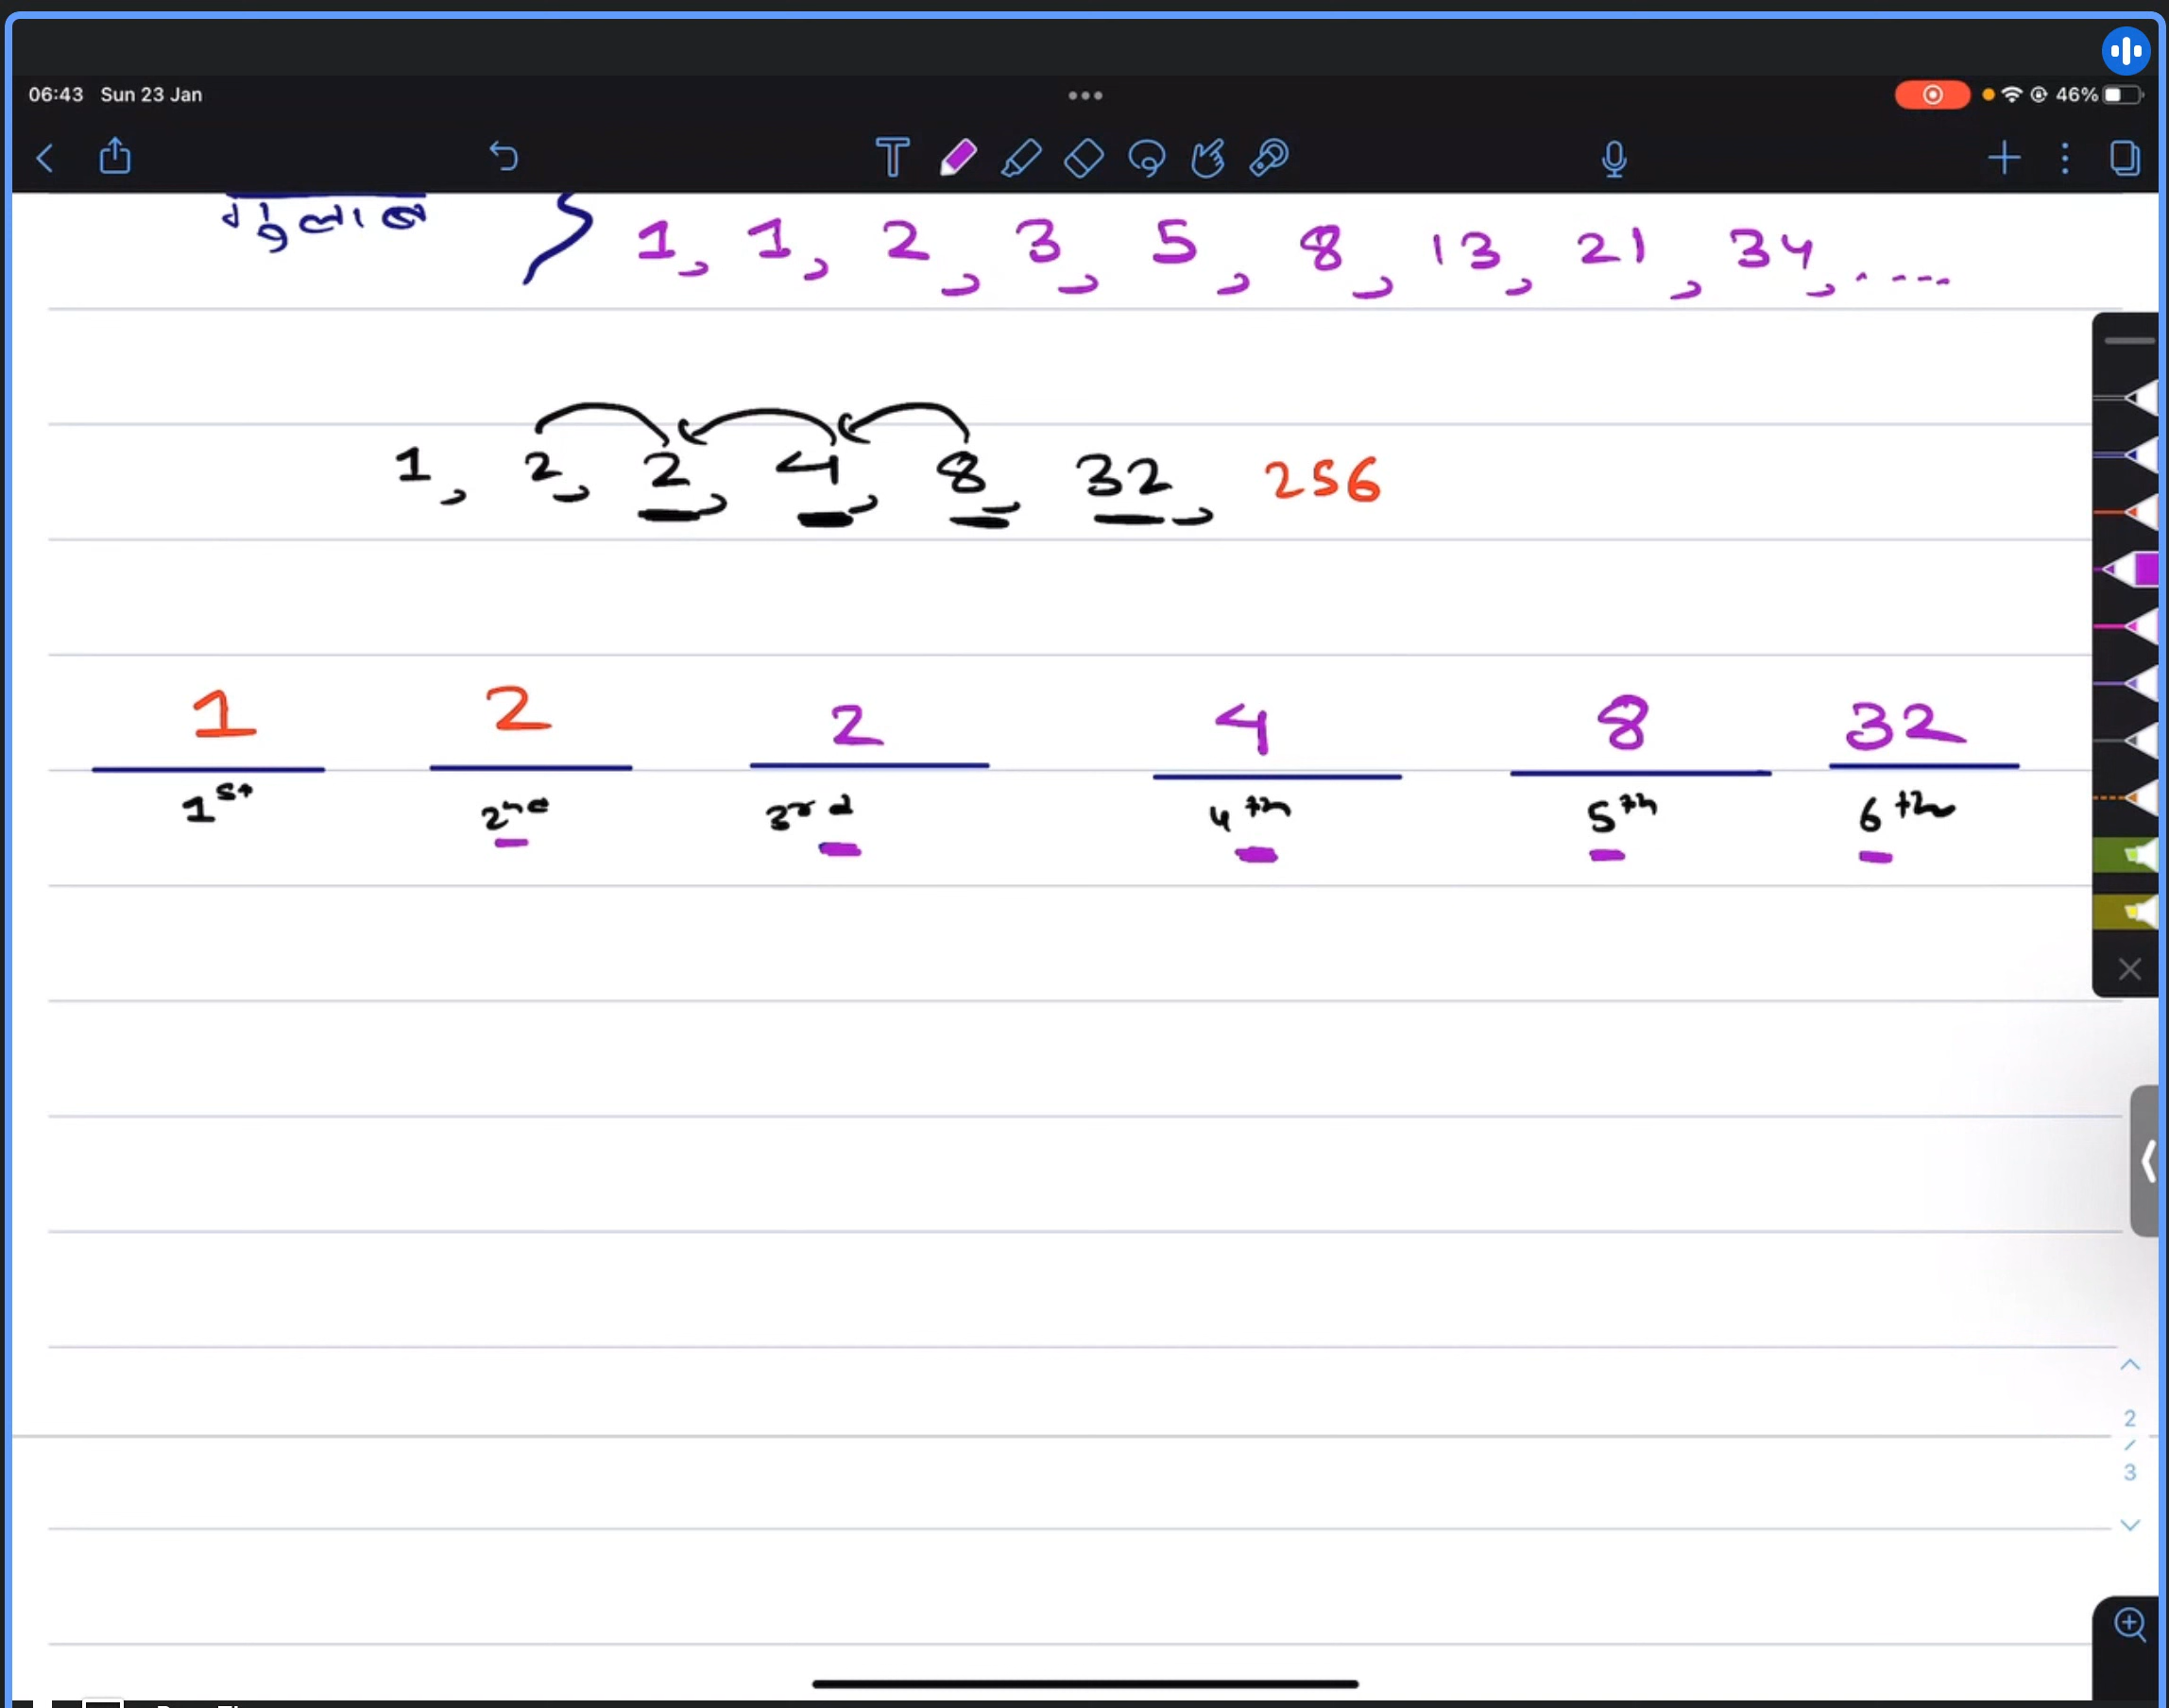 06:43 Sun 23 Jan
46%
1, 1, 2, 3, 5, 8, 13, 21, 34, ....
1, 2, 2, 4, 8, 32, 256
1 2 2 4 8 32
1st 2nd 3rd 4th 5th 6th
2
/
3